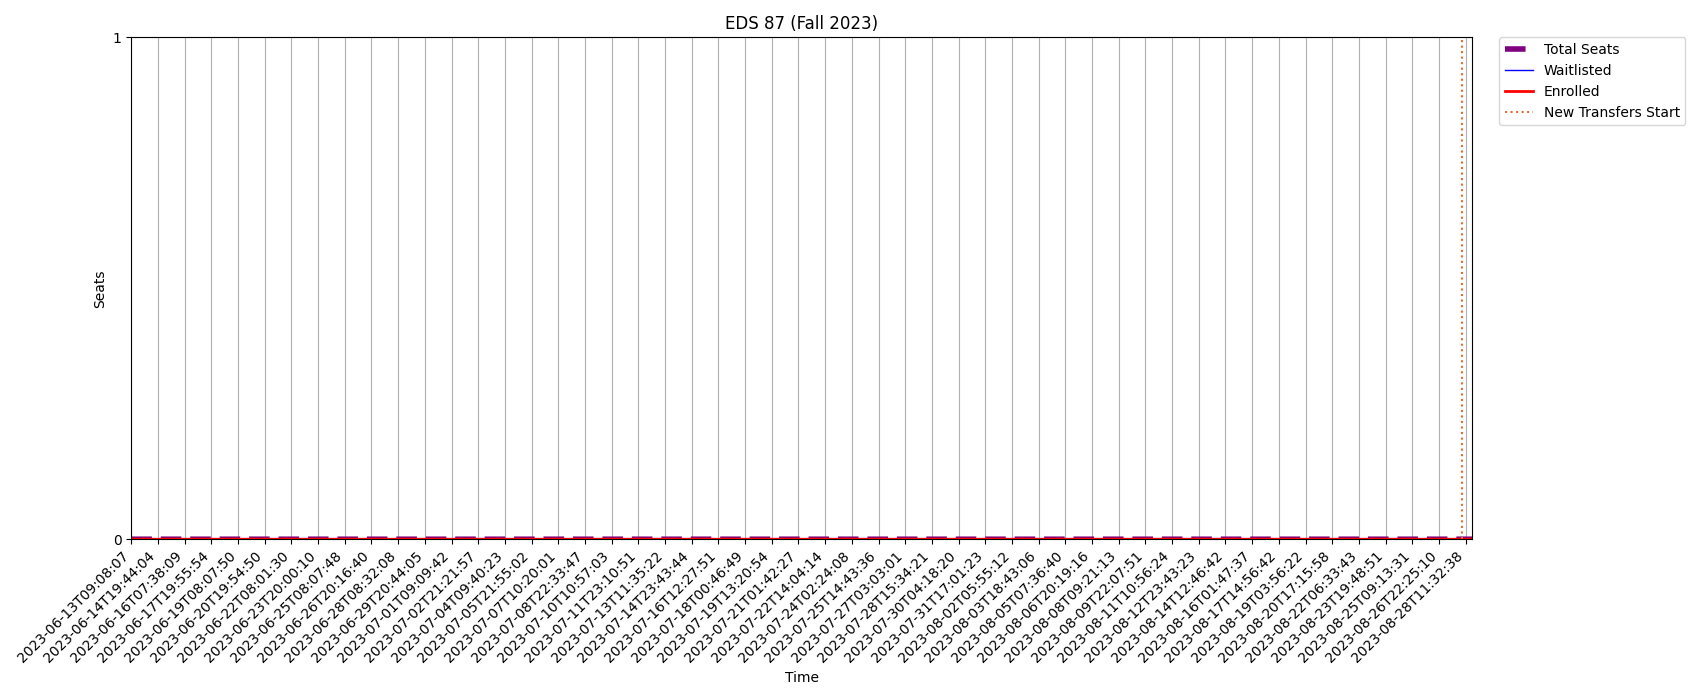 EDS 87 (Fall 2023)
1
0
Seats
Total Seats
Waitlisted
Enrolled
New Transfers Start
2023-06-13T09:08:07
2023-06-14T19:44:04
2023-06-16T07:38:09
2023-06-17T19:55:54
2023-06-19T08:07:50
2023-06-20T19:54:50
2023-06-22T08:01:30
2023-06-23T20:00:10
2023-06-25T08:07:48
2023-06-26T20:16:40
2023-06-28T08:32:08
2023-06-29T20:44:05
2023-07-01T09:09:42
2023-07-02T21:21:57
2023-07-04T09:40:23
2023-07-05T21:55:02
2023-07-07T10:20:01
2023-07-08T22:33:47
2023-07-10T10:57:03
2023-07-11T23:10:51
2023-07-13T11:35:22
2023-07-14T23:43:44
2023-07-16T12:27:51
2023-07-18T00:46:49
2023-07-19T13:20:54
2023-07-21T01:42:27
2023-07-22T14:04:14
2023-07-24T02:24:08
2023-07-25T14:43:36
2023-07-27T03:03:01
2023-07-28T15:34:21
2023-07-30T04:18:20
2023-07-31T17:01:23
2023-08-02T05:55:12
2023-08-03T18:43:06
2023-08-05T07:36:40
2023-08-06T20:19:16
2023-08-08T09:21:13
2023-08-09T22:07:51
2023-08-11T10:56:24
2023-08-12T23:43:23
2023-08-14T12:46:42
2023-08-16T01:47:37
2023-08-17T14:56:42
2023-08-19T03:56:22
2023-08-20T17:15:58
2023-08-22T06:33:43
2023-08-23T19:48:51
2023-08-25T09:13:31
2023-08-26T22:25:10
2023-08-28T11:32:38
Time